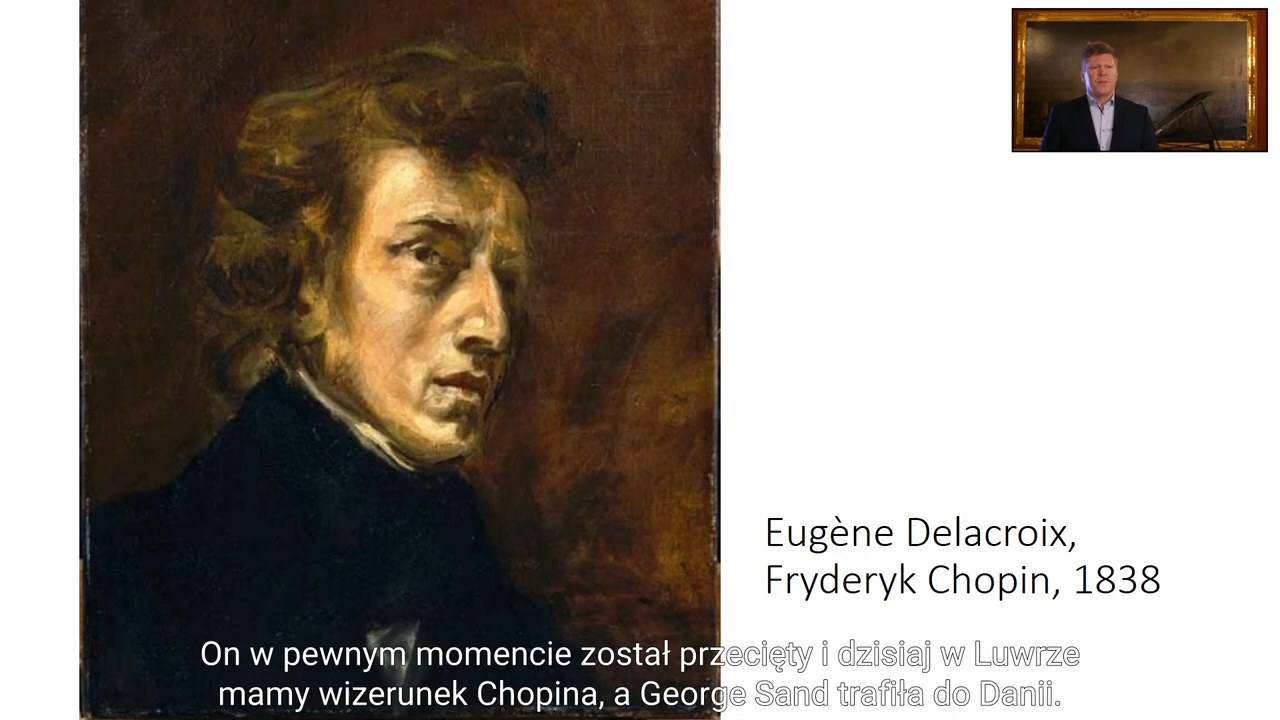 Eugène Delacroix,
Fryderyk Chopin, 1838
On w pewnym momencie został przecięty i dzisiaj w Luwrze
mamy wizerunek Chopina, a George Sand trafiła do Danii.